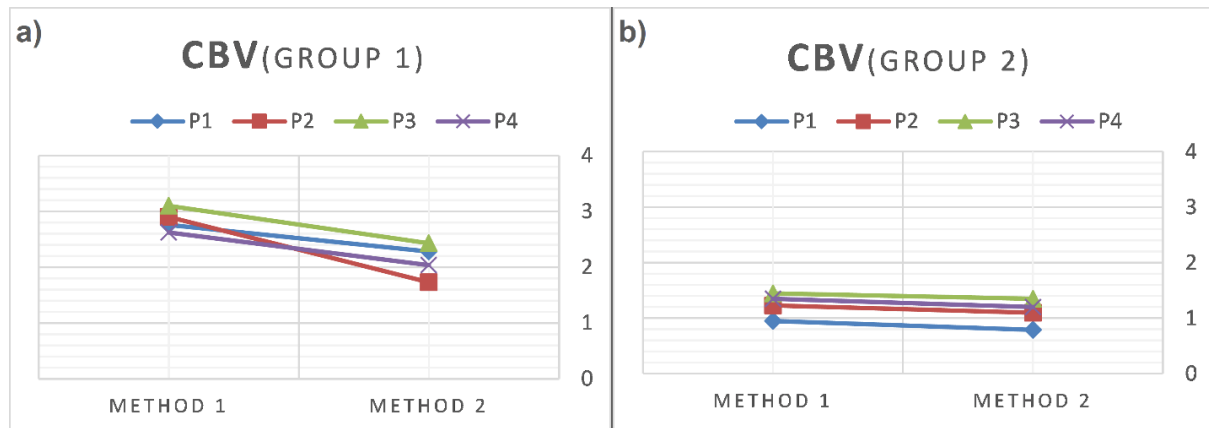 a)
CBV(GROUP 1)
P1 P2 P3 P4
4
3
2
1
0
METHOD 1 METHOD 2
b)
CBV(GROUP 2)
P1 P2 P3 P4
4
3
2
1
0
METHOD 1 METHOD 2